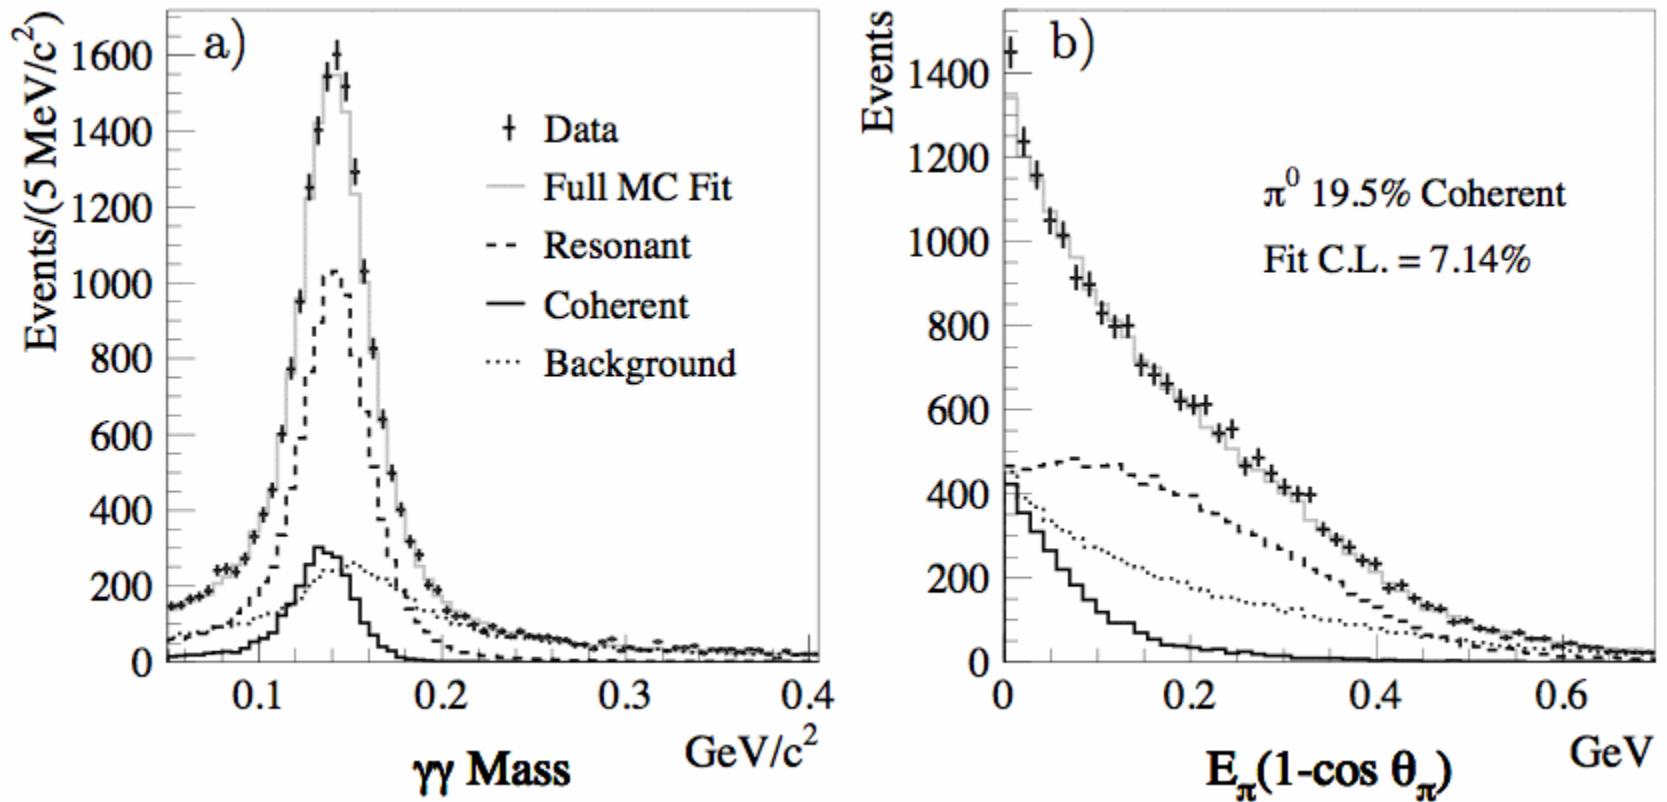 a)
Events/(5 MeV/c²)
1600
1400
1200
1000
800
600
400
200
0
Data
Full MC Fit
Resonant
Coherent
Background
0.1 0.2 0.3 0.4
GeV/c²
γγ Mass
b)
Events
1400
1200
1000
800
600
400
200
0
π⁰ 19.5% Coherent
Fit C.L. = 7.14%
0 0.2 0.4 0.6
GeV
Eπ(1-cos θπ)